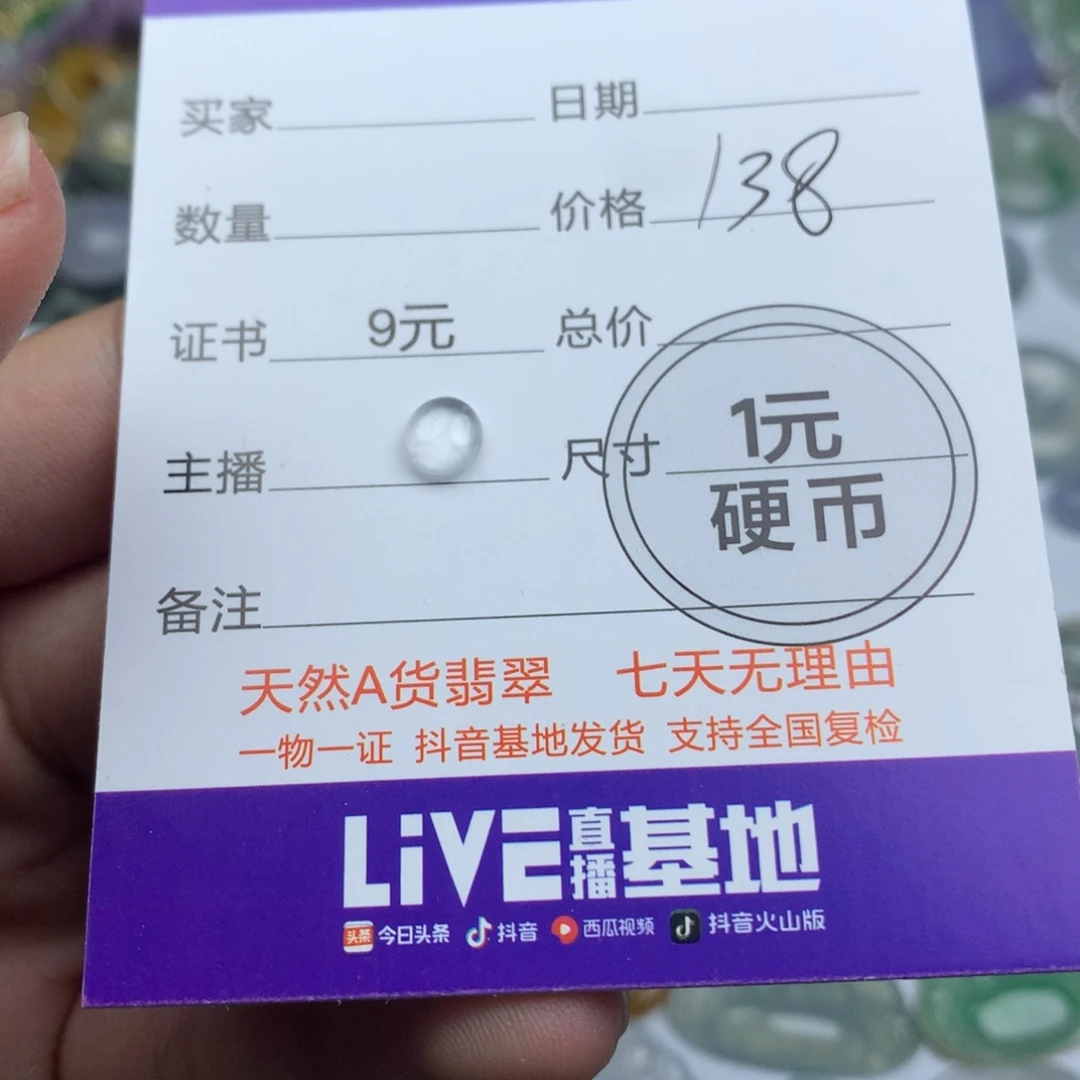 买家 日期
数量 价格 138
证书 9元 总价
主播 尺寸
1元
硬币
备注
天然A货翡翠 七天无理由
一物一证 抖音基地发货 支持全国复检
LiVE直播基地
头条 今日头条 抖音 西瓜视频 抖音火山版